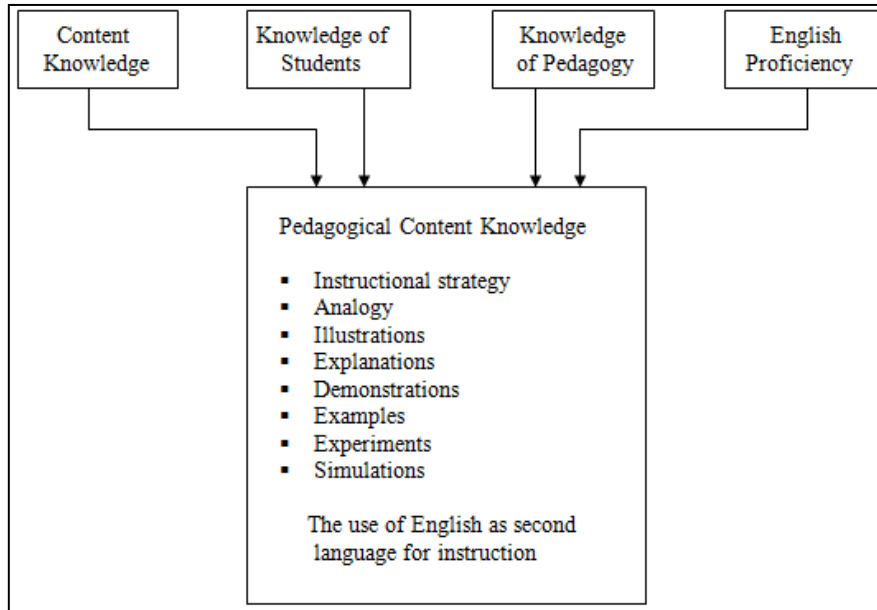 Content
Knowledge
Knowledge of
Students
Knowledge
of Pedagogy
English
Proficiency
Pedagogical Content Knowledge
▪ Instructional strategy
▪ Analogy
▪ Illustrations
▪ Explanations
▪ Demonstrations
▪ Examples
▪ Experiments
▪ Simulations
The use of English as second
language for instruction